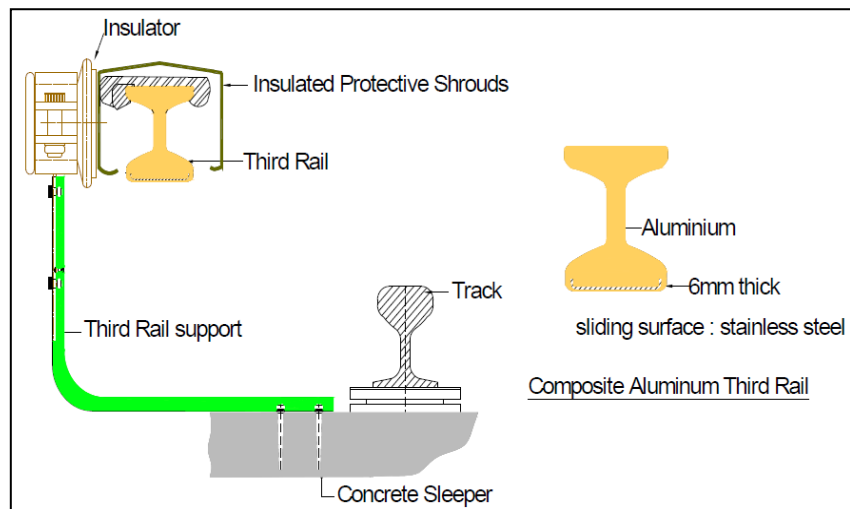 Insulator
Insulated Protective Shrouds
Third Rail
Aluminium
6mm thick
Track
sliding surface : stainless steel
Third Rail support
Composite Aluminum Third Rail
Concrete Sleeper